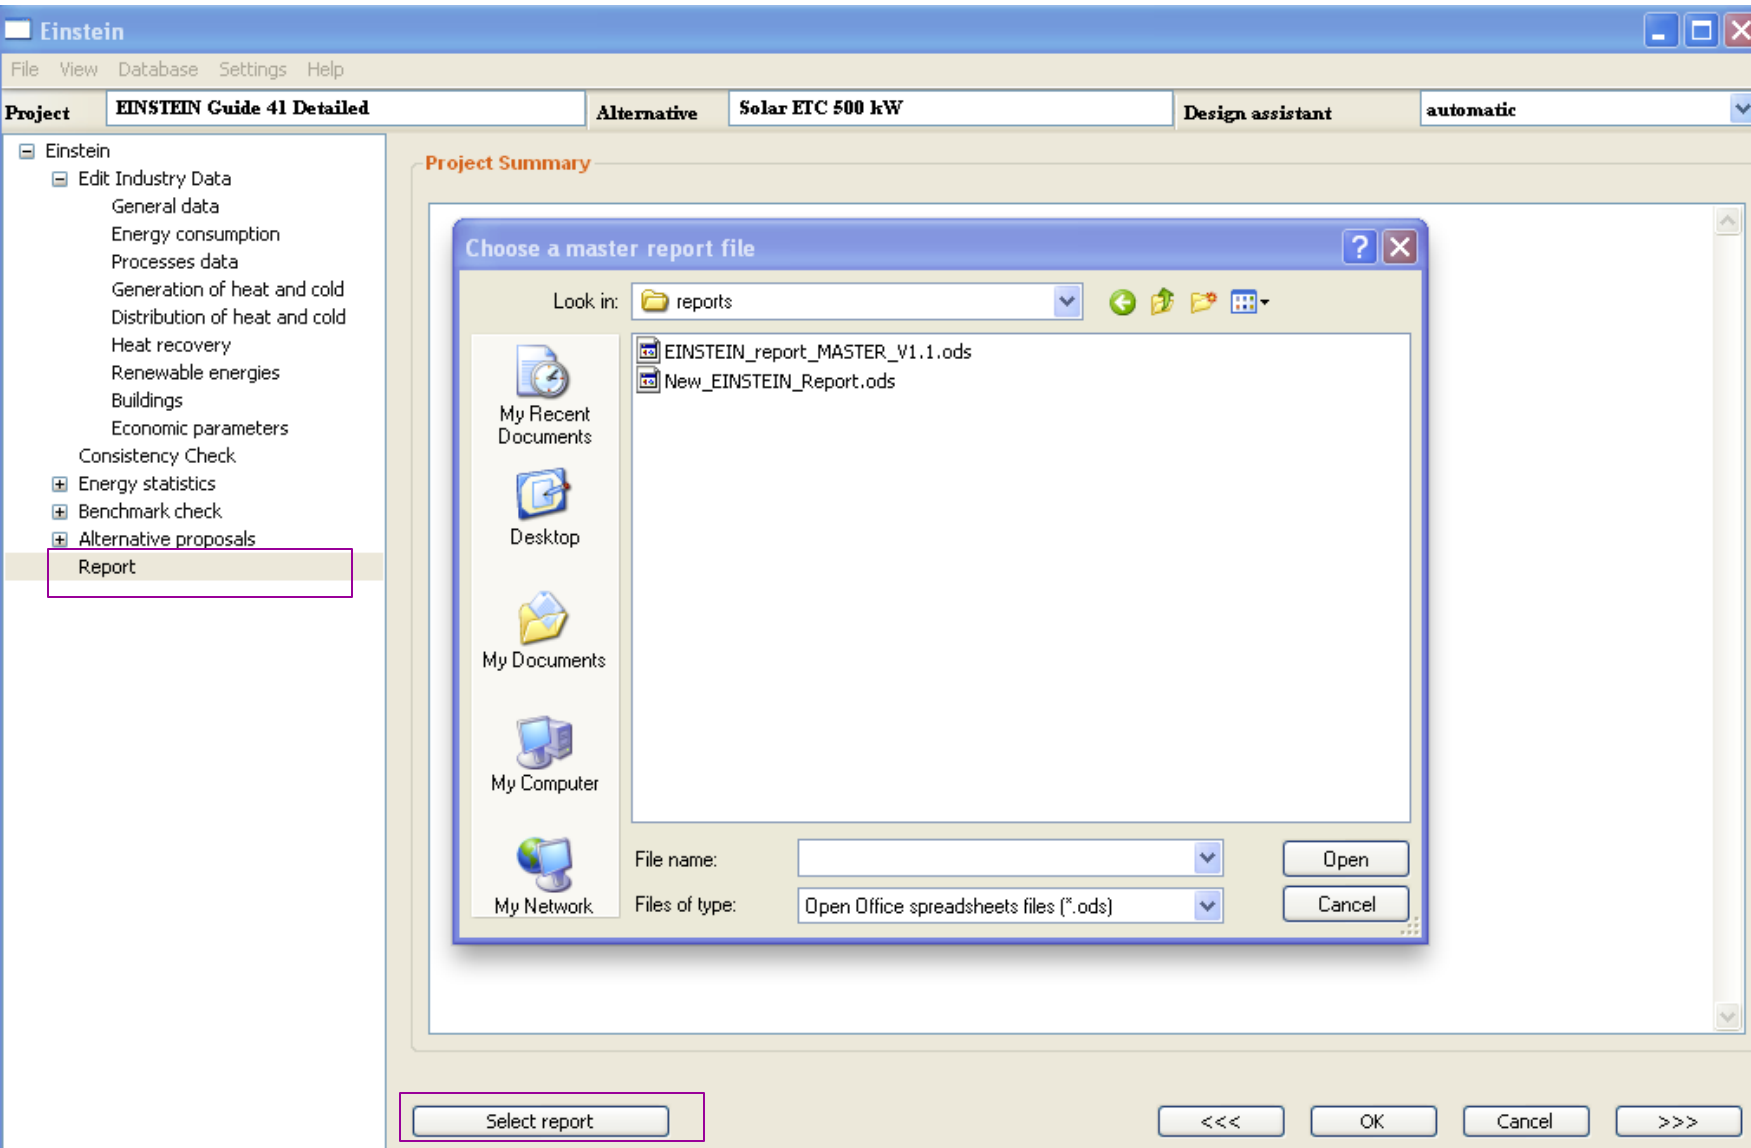 Einstein
File View Database Settings Help
Project EINSTEIN Guide 41 Detailed Alternative Solar ETC 500 kW Design assistant automatic
Einstein
Edit Industry Data
General data
Energy consumption
Processes data
Generation of heat and cold
Distribution of heat and cold
Heat recovery
Renewable energies
Buildings
Economic parameters
Consistency Check
Energy statistics
Benchmark check
Alternative proposals
Report
Project Summary
Choose a master report file
Look in: reports
My Recent
Documents
Desktop
My Documents
My Computer
My Network
EINSTEIN_report_MASTER_V1.1.ods
New_EINSTEIN_Report.ods
File name: Open
Files of type: Open Office spreadsheets files (*.ods) Cancel
Select report <<< OK Cancel >>>